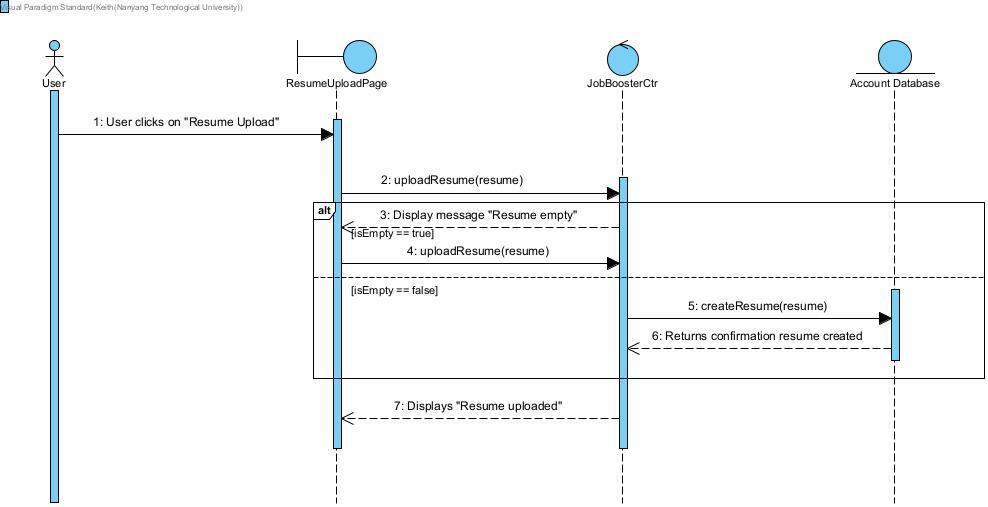 Visual Paradigm Standard(Keith(Nanyang Technological University))
User
ResumeUploadPage
JobBoosterCtr
Account Database
1: User clicks on "Resume Upload"
2: uploadResume(resume)
alt
3: Display message "Resume empty"
[isEmpty == true]
4: uploadResume(resume)
[isEmpty == false]
5: createResume(resume)
6: Returns confirmation resume created
7: Displays "Resume uploaded"